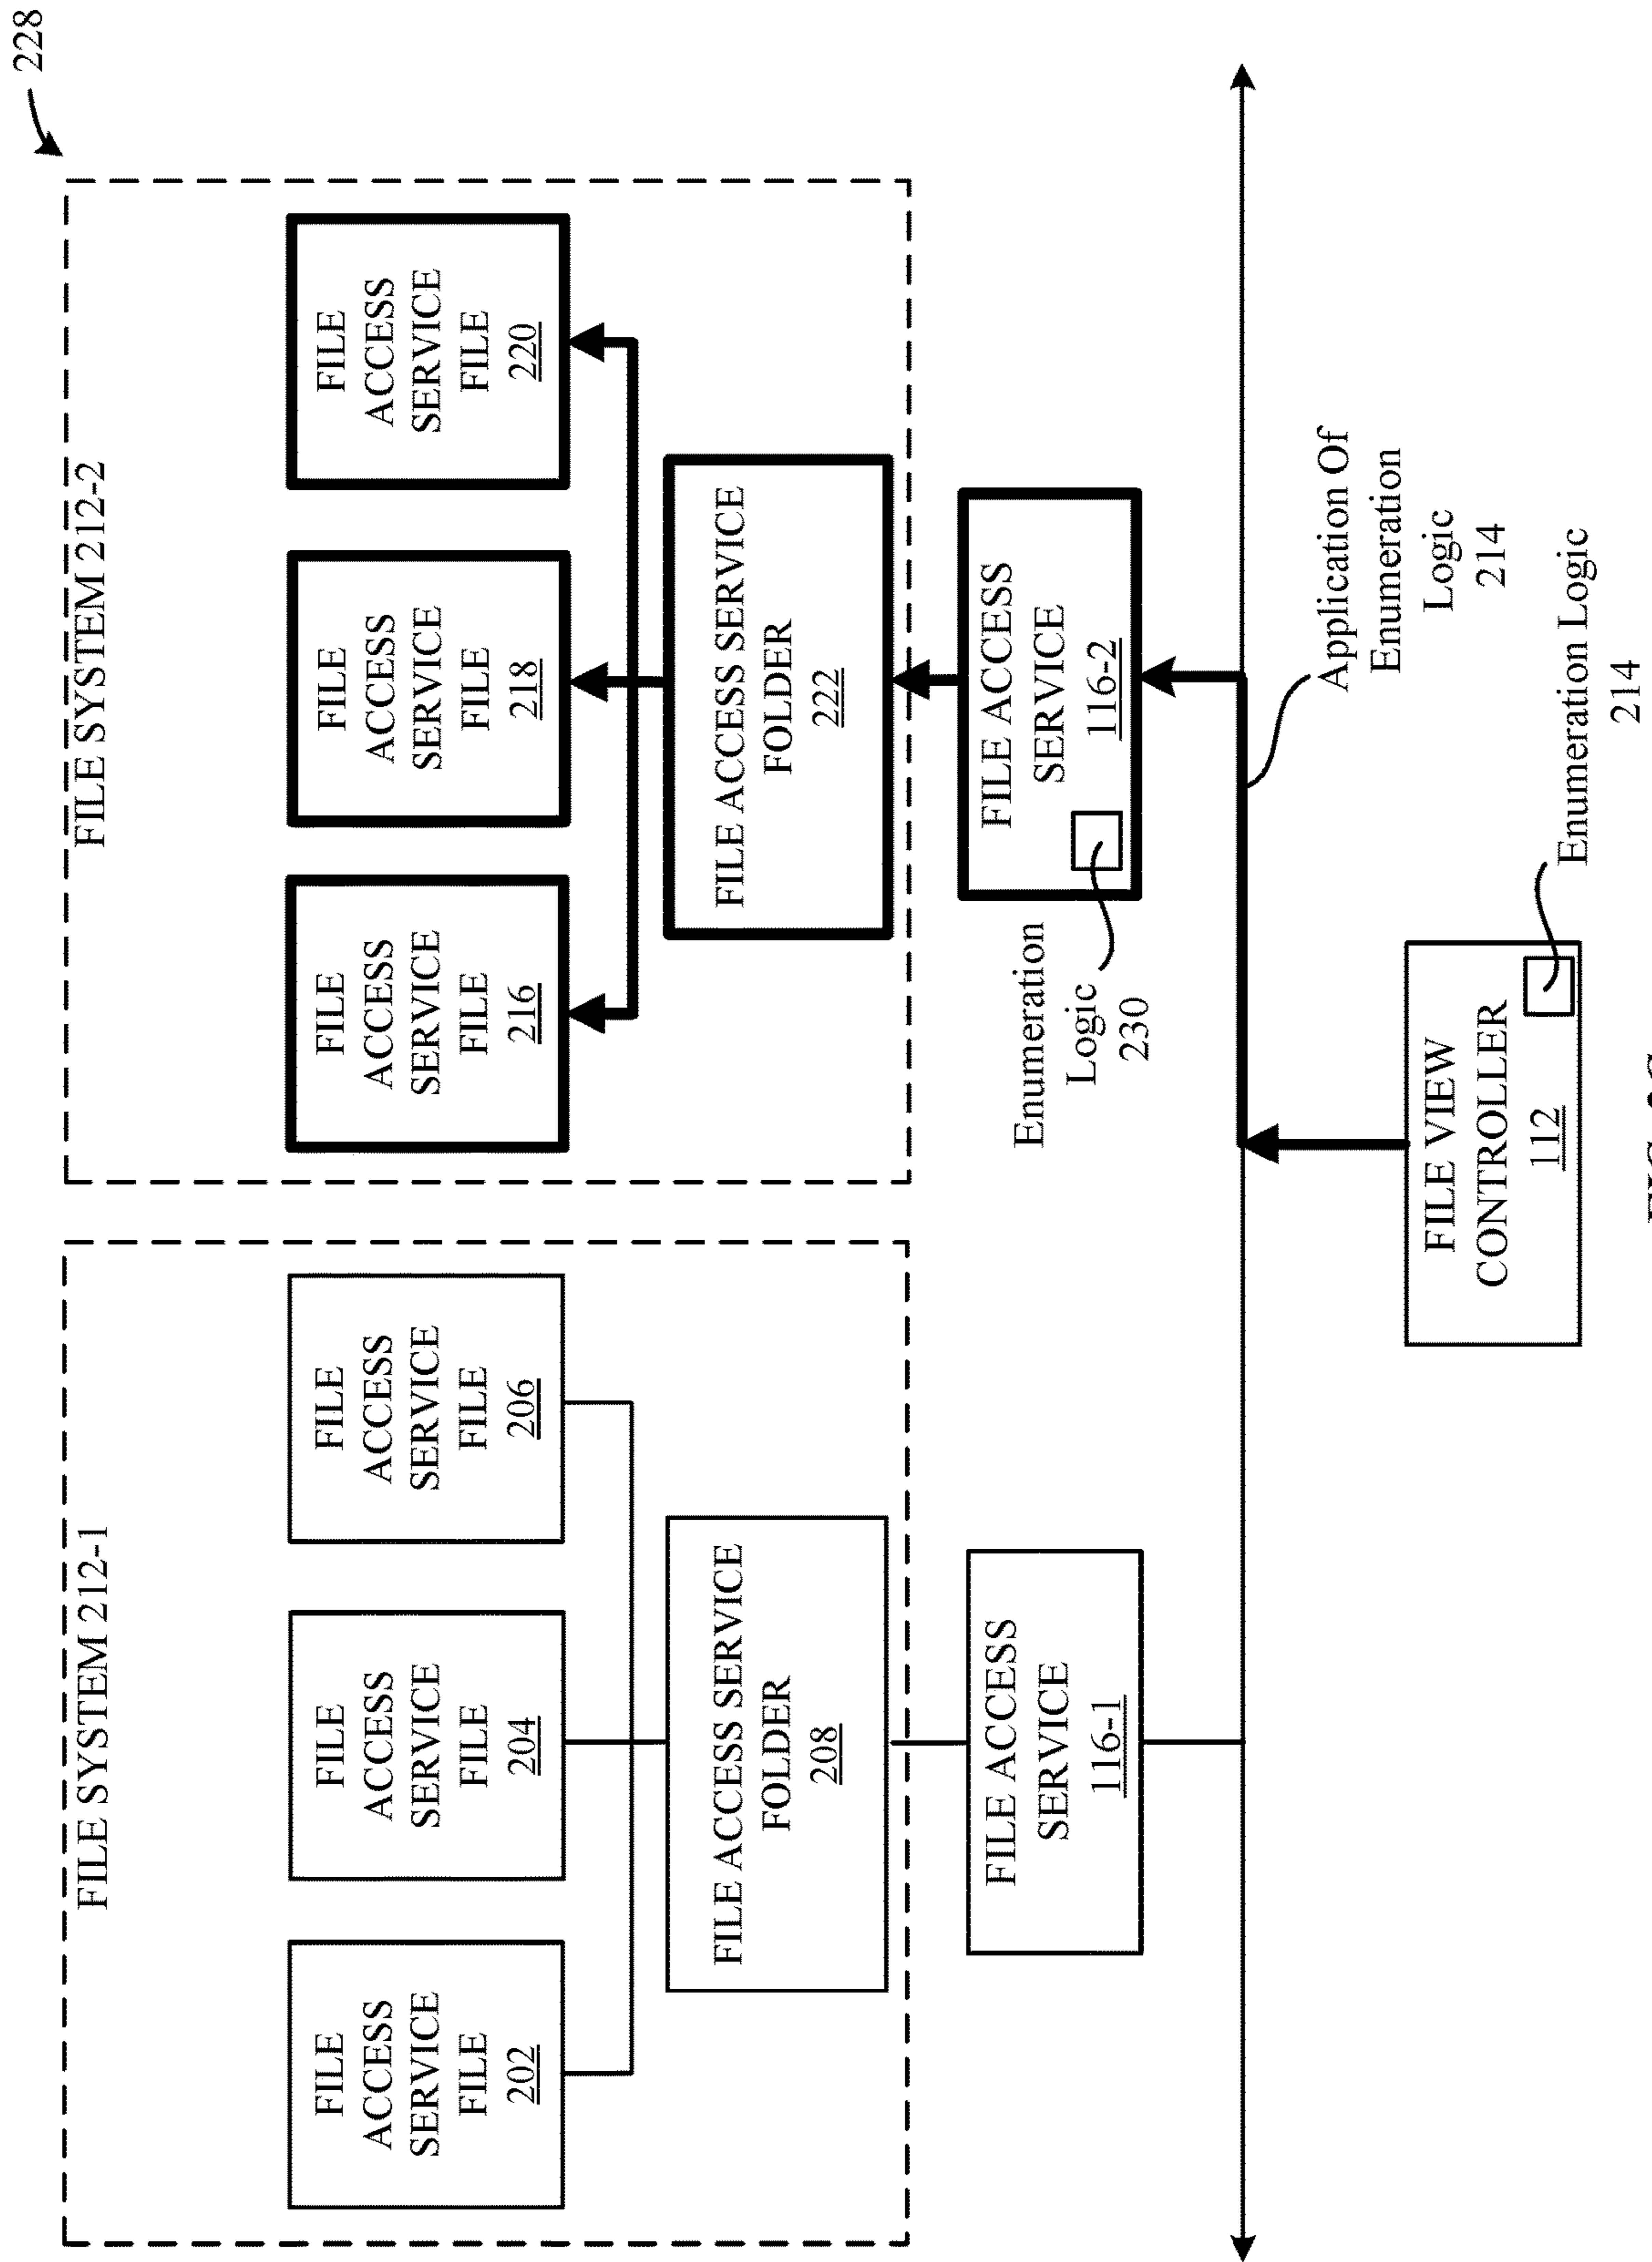 228
FILE SYSTEM 212-1
FILE SYSTEM 212-2
FILE
ACCESS
SERVICE
FILE
202
FILE
ACCESS
SERVICE
FILE
204
FILE
ACCESS
SERVICE
FILE
206
FILE
ACCESS
SERVICE
FILE
216
FILE
ACCESS
SERVICE
FILE
218
FILE
ACCESS
SERVICE
FILE
220
FILE ACCESS SERVICE
FOLDER
208
FILE ACCESS SERVICE
FOLDER
222
FILE ACCESS
SERVICE
116-1
Enumeration
Logic
230
FILE ACCESS
SERVICE
116-2
Application Of
Enumeration
Logic
214
FILE VIEW
CONTROLLER
112
Enumeration Logic
214